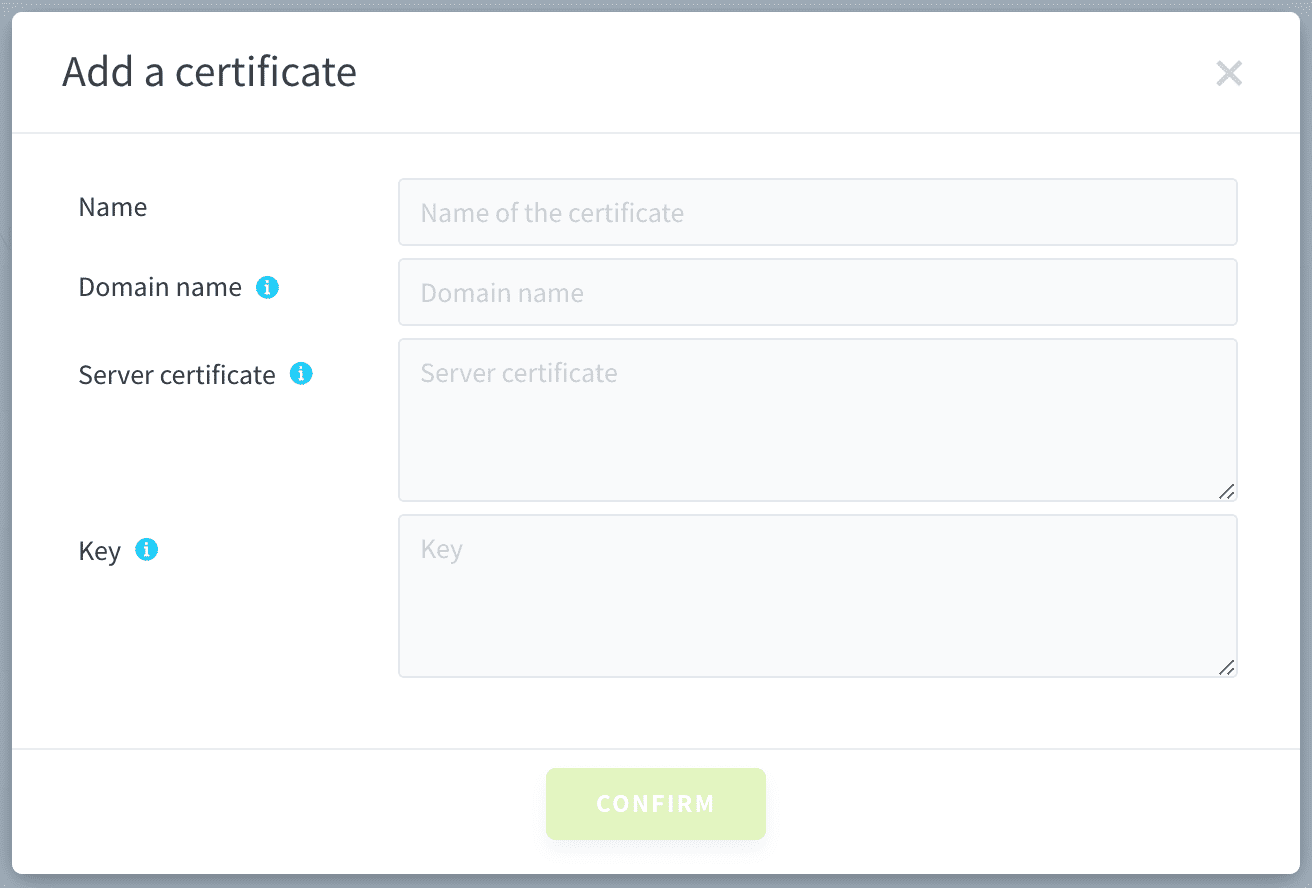 Add a certificate
Name
Name of the certificate
Domain name
Domain name
Server certificate
Server certificate
Key
Key
CONFIRM